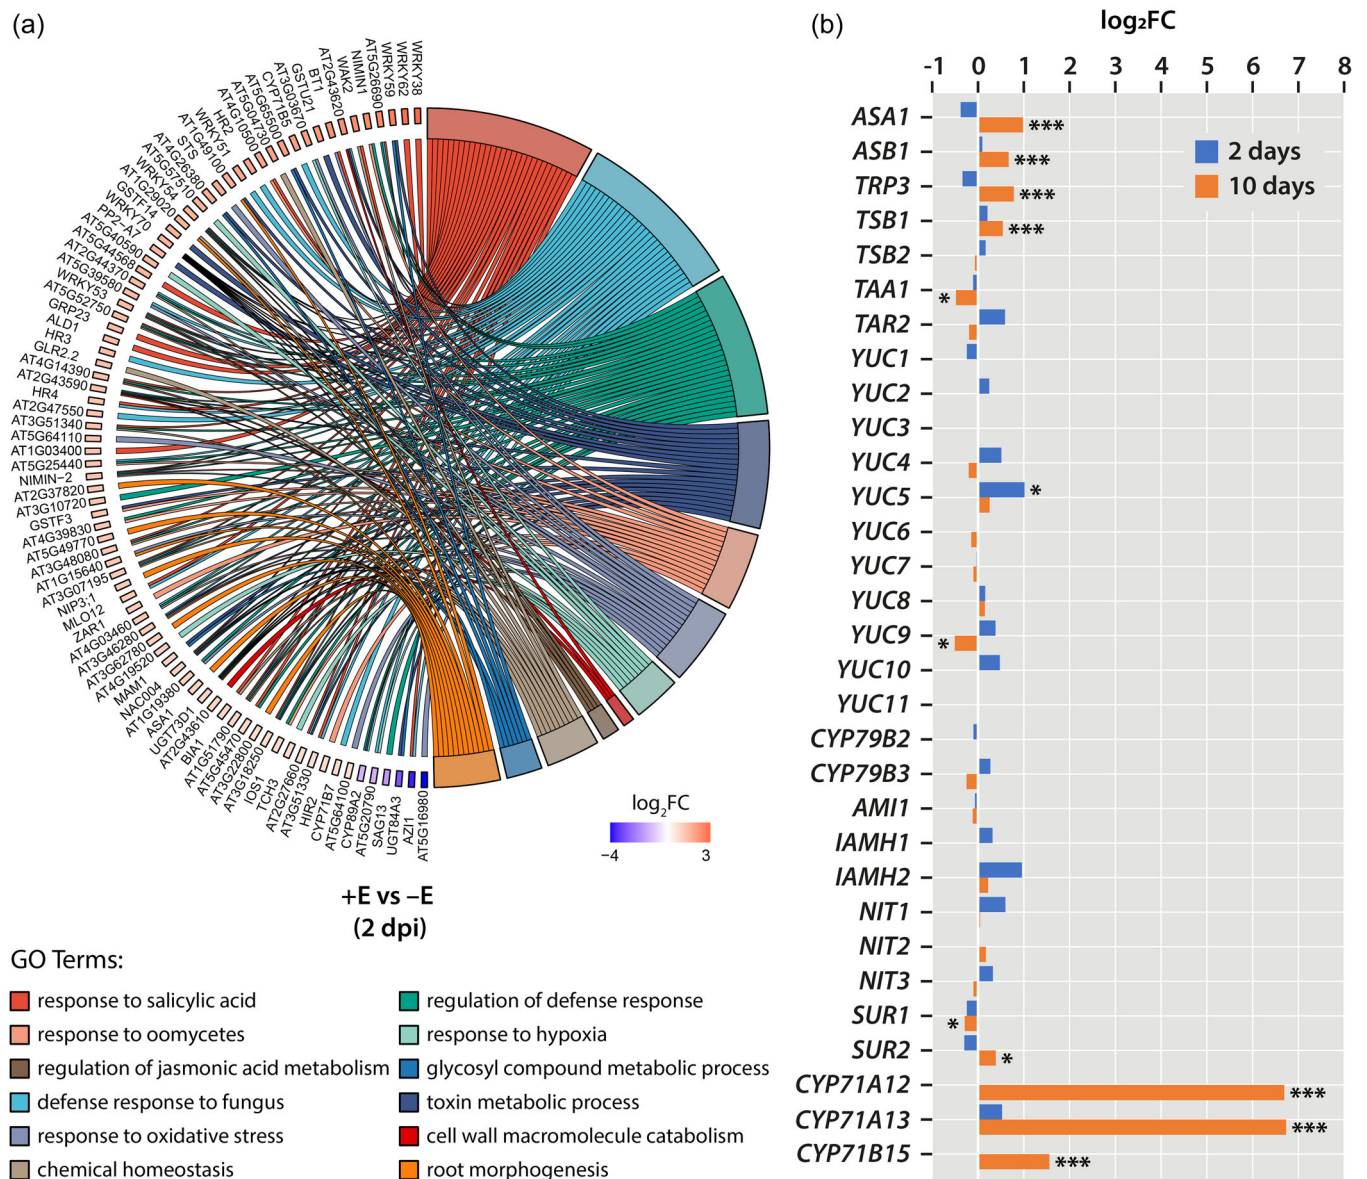 (a)
WRKY38
WRKY62
WRKY59
AT5G26690
NIMIN1
WAK2
AT2G43620
BT1
GSTU21
AT3G03670
CYP71B5
AT5G65500
AT5G04730
AT4G10500
HR2
WRKY51
AT1G49100
STS
AT4G26380
AT5G57510
WRKY54
AT1G29020
GSTF14
WRKY70
PP2-A7
AT5G40590
AT5G44568
AT2G44370
AT5G39580
WRKY53
AT5G52750
GRP23
ALD1
HR3
GLR2.2
AT4G14390
AT2G43590
HR4
AT2G47550
AT3G51340
AT5G64110
AT1G03400
AT5G25440
NIMIN−2
AT2G37820
AT3G10720
GSTF3
AT4G39830
AT5G49770
AT3G48080
AT1G15640
AT3G07195
NIP3;1
MLO12
ZAR1
AT4G03460
AT3G46280
AT3G62780
AT4G19520
MAM1
NAC004
AT1G19380
ASA1
UGT73D1
AT2G43610
BIA1
AT1G51790
AT5G45470
AT3G22800
AT3G18250
IOS1
TCH3
AT2G27660
AT3G51330
HIR2
CYP71B7
AT5G64100
CYP89A2
AT5G20790
SAG13
UGT84A3
AZI1
AT5G16980
log2FC
−4 3
+E vs –E
(2 dpi)
GO Terms:
response to salicylic acid
response to oomycetes
regulation of jasmonic acid metabolism
defense response to fungus
response to oxidative stress
chemical homeostasis
regulation of defense response
response to hypoxia
glycosyl compound metabolic process
toxin metabolic process
cell wall macromolecule catabolism
root morphogenesis
(b)
log₂FC
-1 0 1 2 3 4 5 6 7 8
2 days
10 days
ASA1 ***
ASB1 ***
TRP3 ***
TSB1 ***
TSB2
TAA1 *
TAR2
YUC1
YUC2
YUC3
YUC4
YUC5 *
YUC6
YUC7
YUC8
YUC9 *
YUC10
YUC11
CYP79B2
CYP79B3
AMI1
IAMH1
IAMH2
NIT1
NIT2
NIT3
SUR1 *
SUR2 *
CYP71A12 ***
CYP71A13 ***
CYP71B15 ***